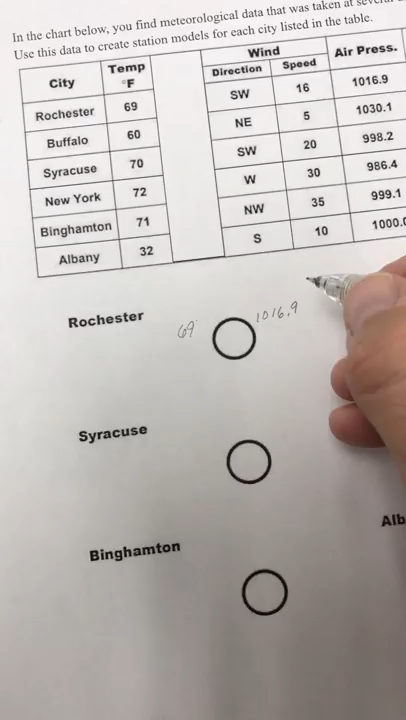 In the chart below, you find meteorological data that was taken at several
Use this data to create station models for each city listed in the table.
City Temp °F Wind Direction Speed Air Press.
Rochester 69 SW 16 1016.9
Buffalo 60 NE 5 1030.1
Syracuse 70 SW 20 998.2
New York 72 W 30 986.4
Binghamton 71 NW 35 999.1
Albany 32 S 10 1000.0
Rochester 69 1016.9
Syracuse
Alb
Binghamton